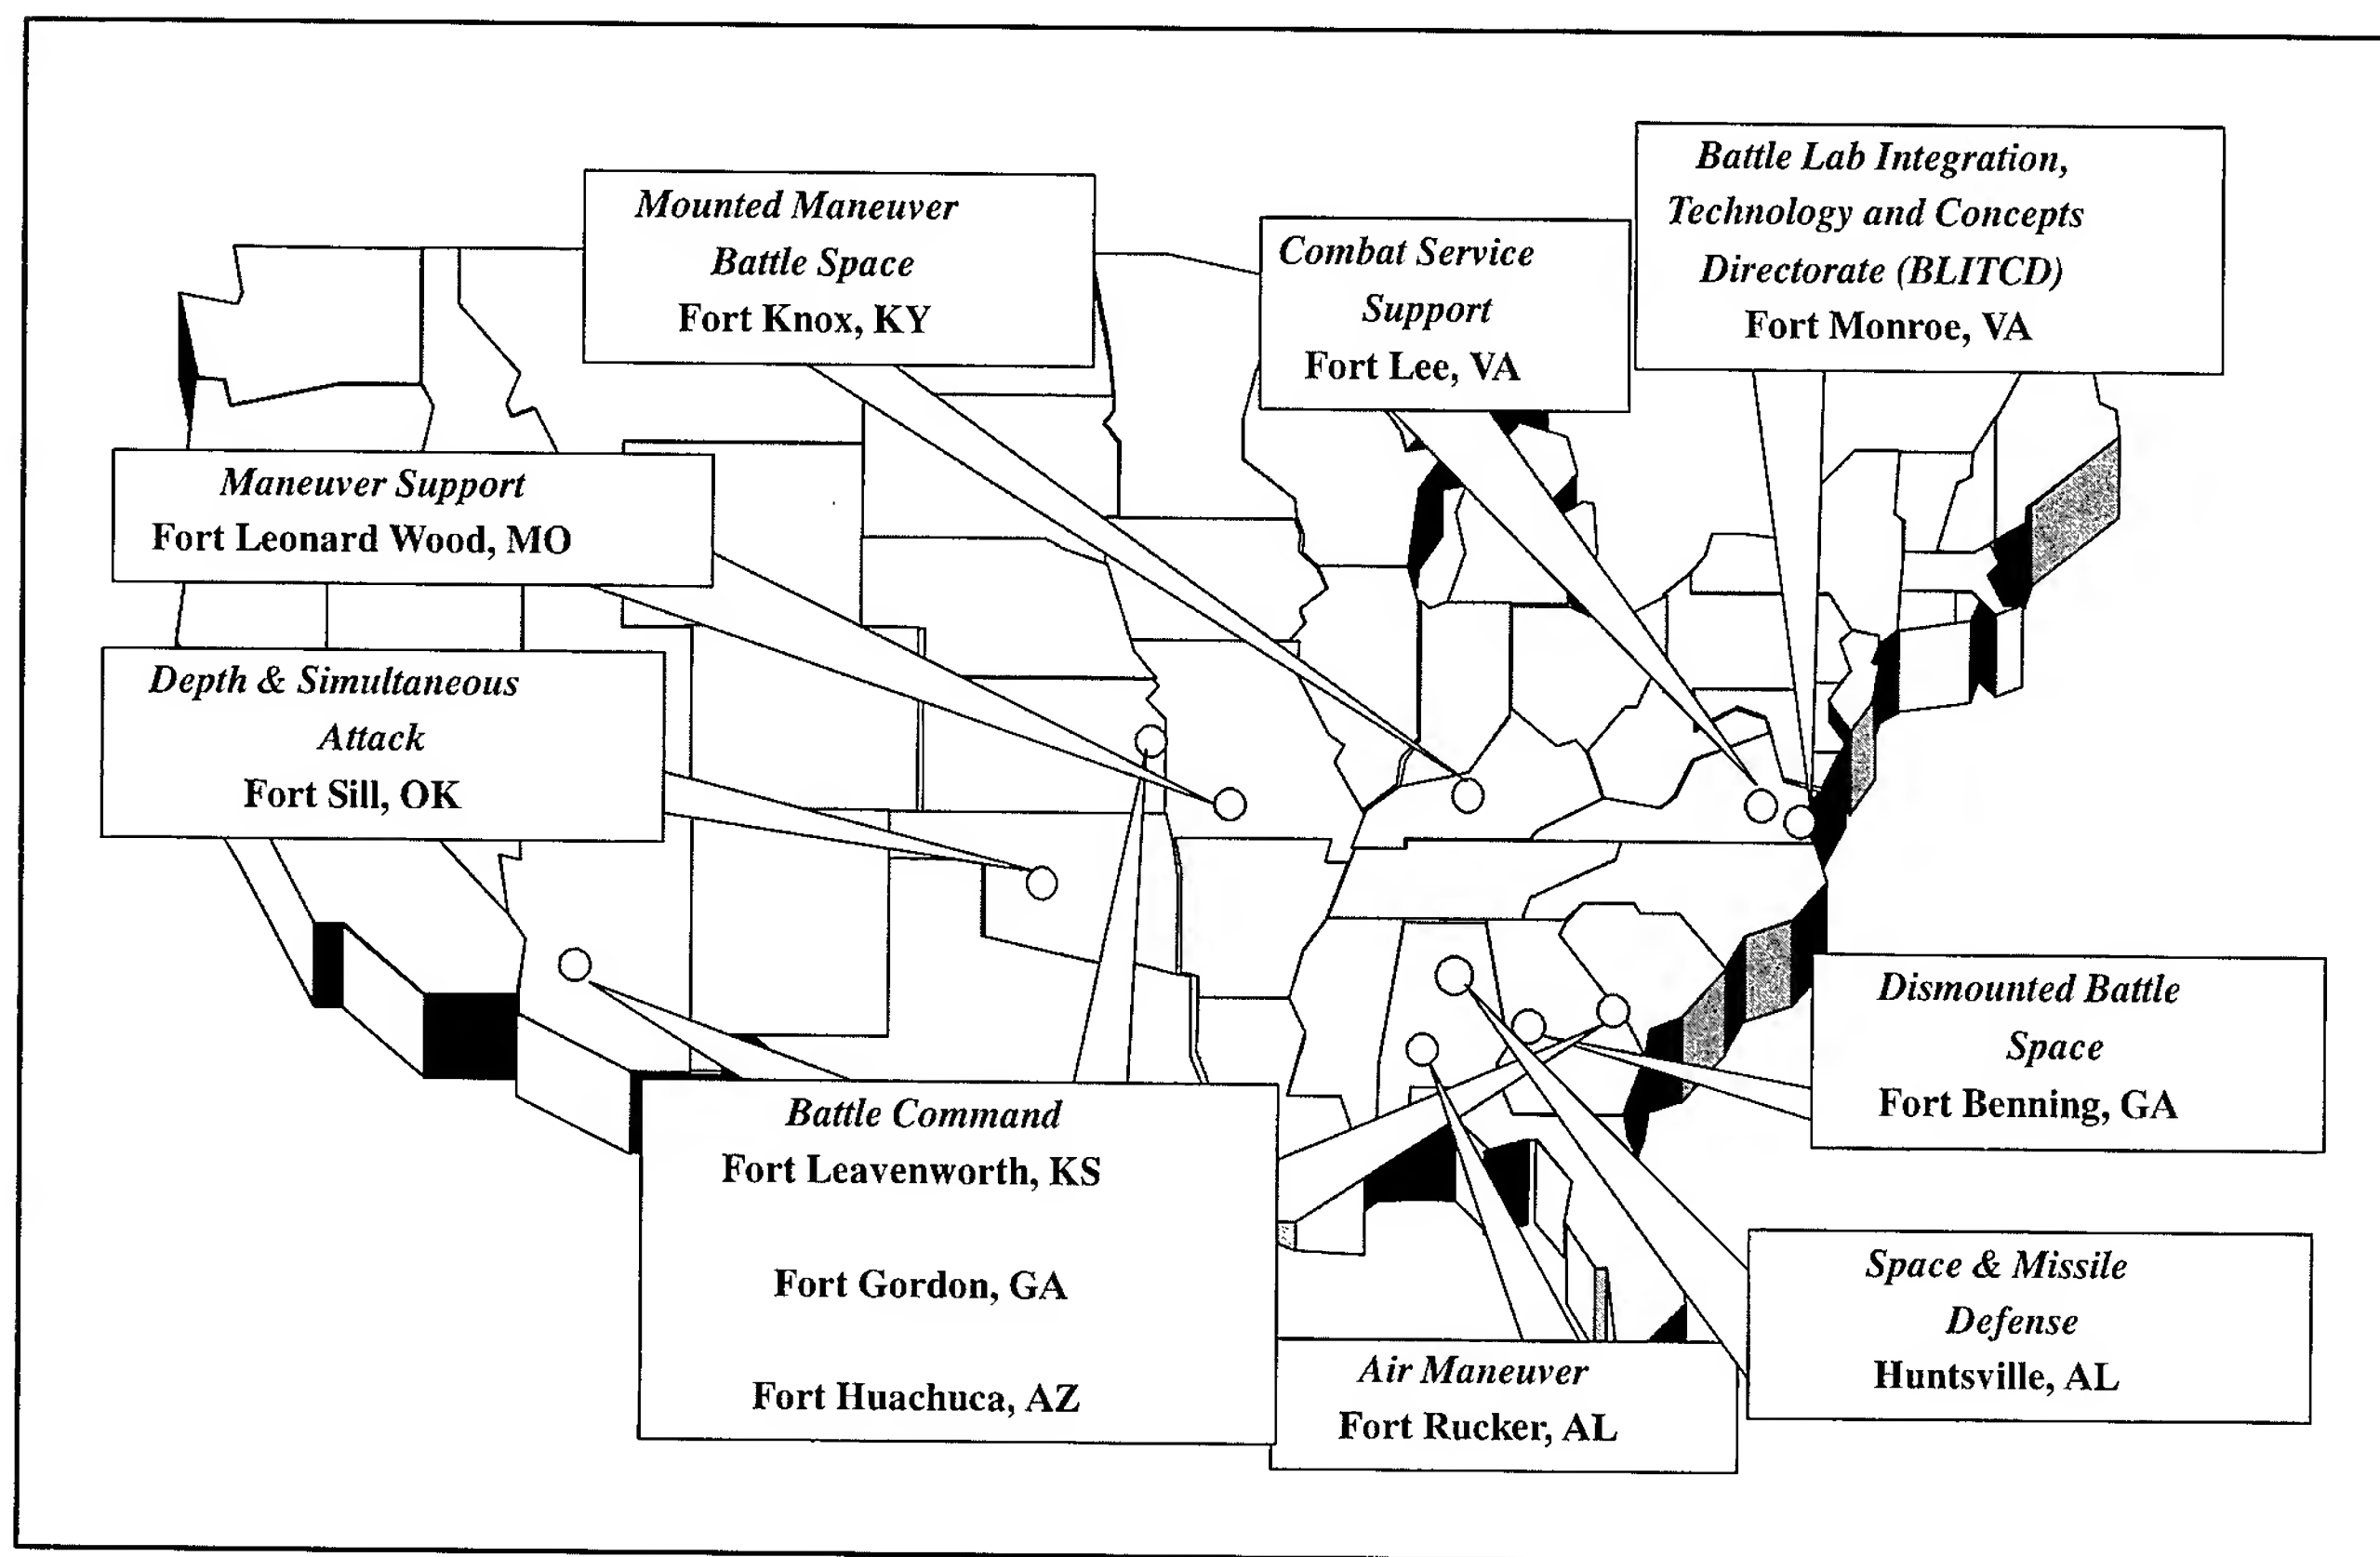 Battle Lab Integration,
Technology and Concepts
Directorate (BLITCD)
Fort Monroe, VA
Mounted Maneuver
Battle Space
Fort Knox, KY
Combat Service
Support
Fort Lee, VA
Maneuver Support
Fort Leonard Wood, MO
Depth & Simultaneous
Attack
Fort Sill, OK
Dismounted Battle
Space
Fort Benning, GA
Battle Command
Fort Leavenworth, KS
Fort Gordon, GA
Fort Huachuca, AZ
Space & Missile
Defense
Huntsville, AL
Air Maneuver
Fort Rucker, AL